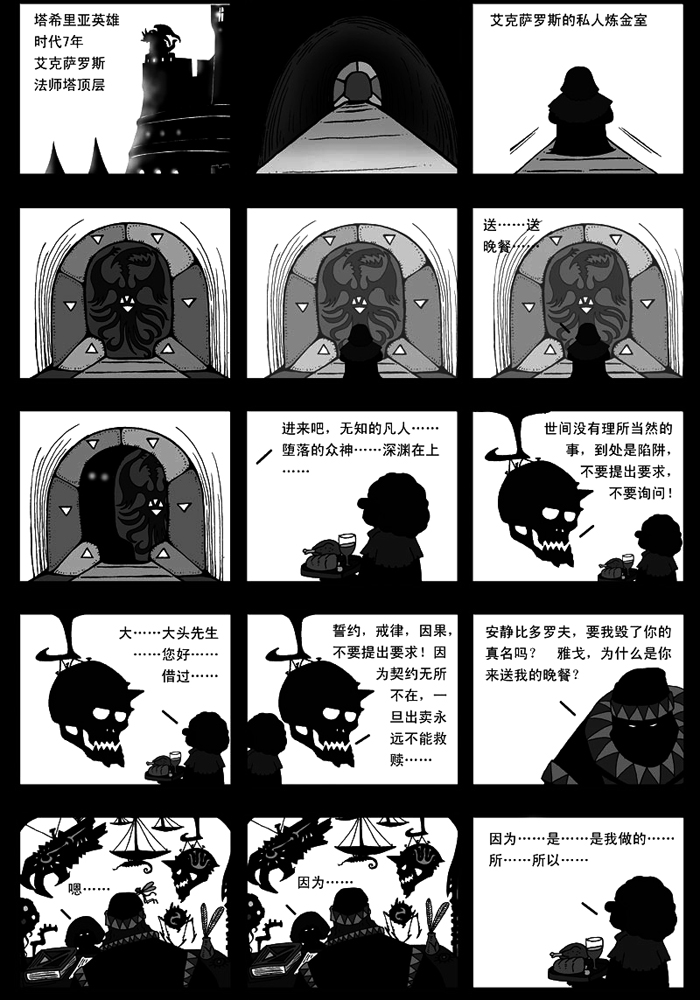 塔希里亚英雄
时代7年
艾克萨罗斯
法师塔顶层
艾克萨罗斯的私人炼金室
送……送
晚餐……
进来吧，无知的凡人……
堕落的众神……深渊在上
……
世间没有理所当然的
事，到处是陷阱，
不要提出要求，
不要询问！
大……大头先生
……您好……
借过……
誓约，戒律，因果，
不要提出要求！因
为契约无所
不在，一
旦出卖永
远不能救
赎……
安静比多罗夫，要我毁了你的
真名吗？ 雅戈，为什么是你
来送我的晚餐？
嗯……
因为……
因为……是……是我做的……
所……所以……